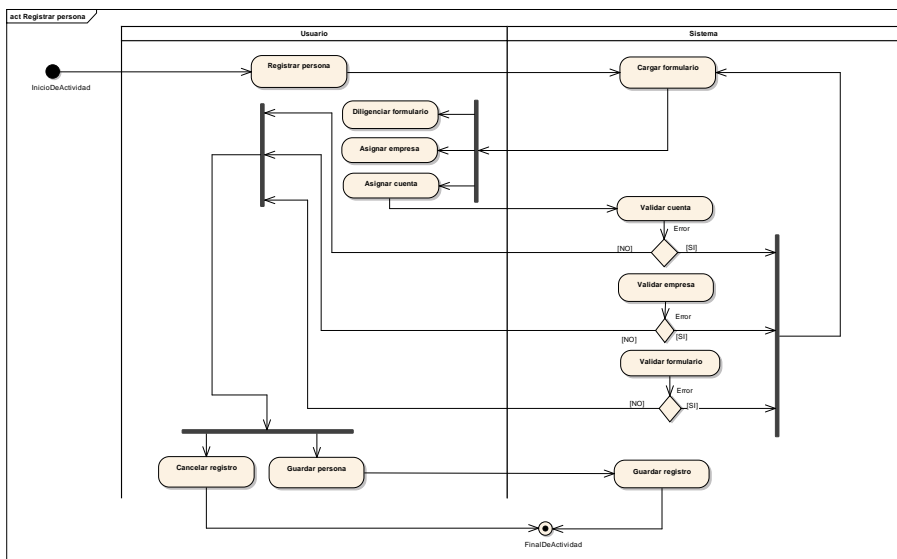 act Registrar persona
Usuario
Sistema
InicioDeActividad
Registrar persona
Cargar formulario
Diligenciar formulario
Asignar empresa
Asignar cuenta
Validar cuenta
Error
[NO]
[SI]
Validar empresa
Error
[NO]
[SI]
Validar formulario
Error
[NO]
[SI]
Cancelar registro
Guardar persona
Guardar registro
FinalDeActividad